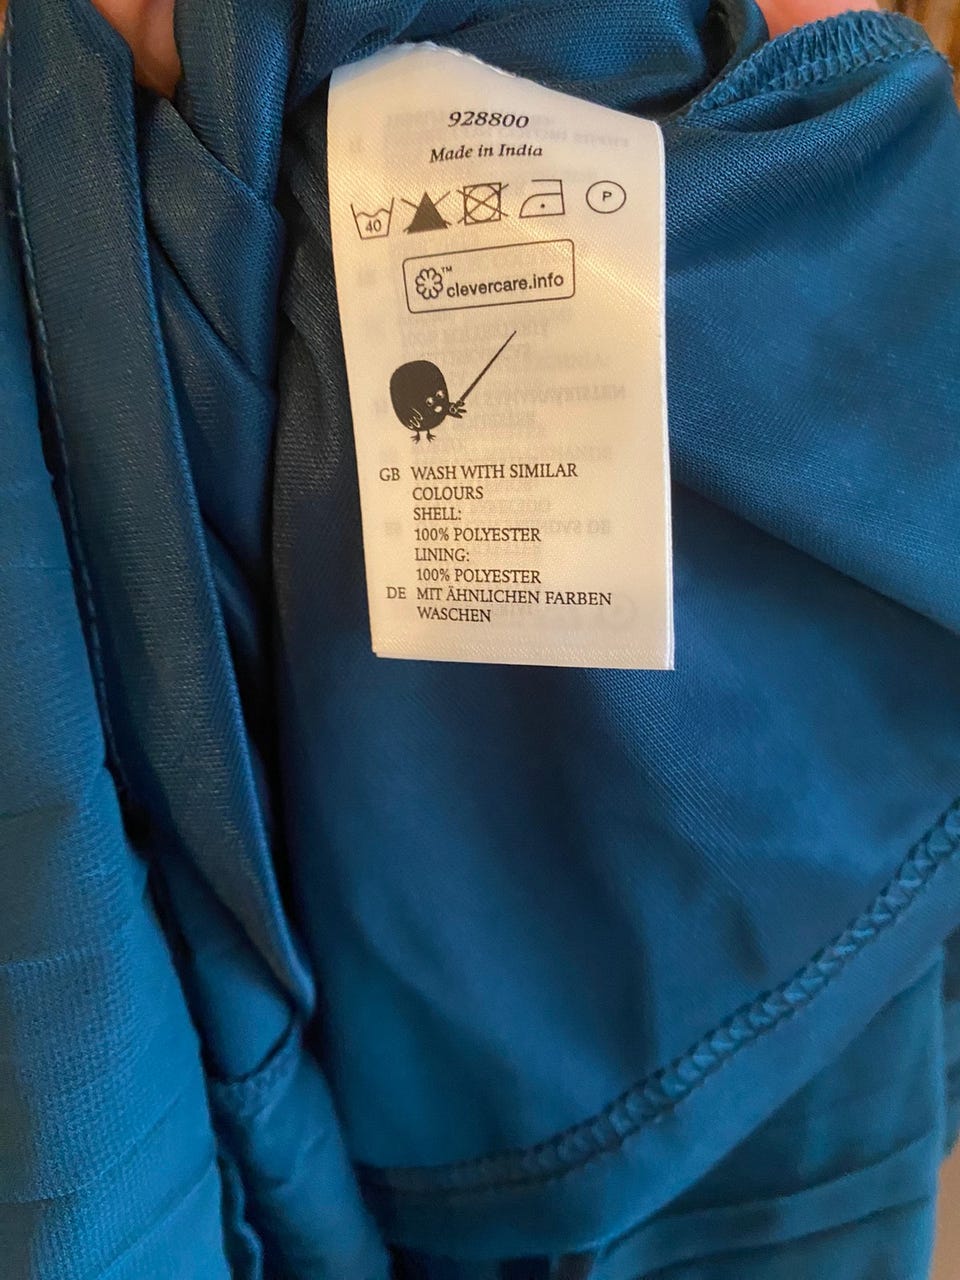 928800
Made in India
40
P
™
clevercare.info
GB WASH WITH SIMILAR
COLOURS
SHELL:
100% POLYESTER
LINING:
100% POLYESTER
DE MIT ÄHNLICHEN FARBEN
WASCHEN